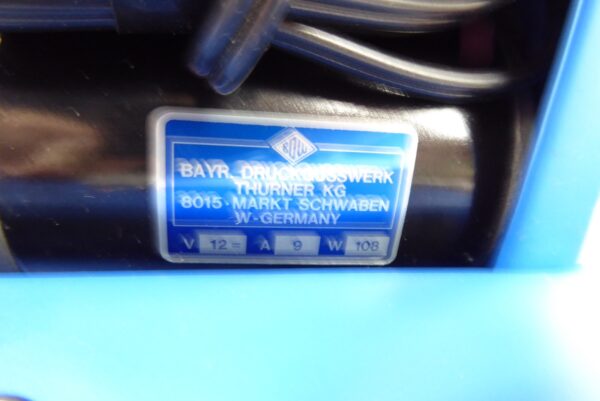 BAYR. DRUCKGUSSWERK
THURNER KG
8015 · MARKT SCHWABEN
W-GERMANY
V 12= A 9 W 108